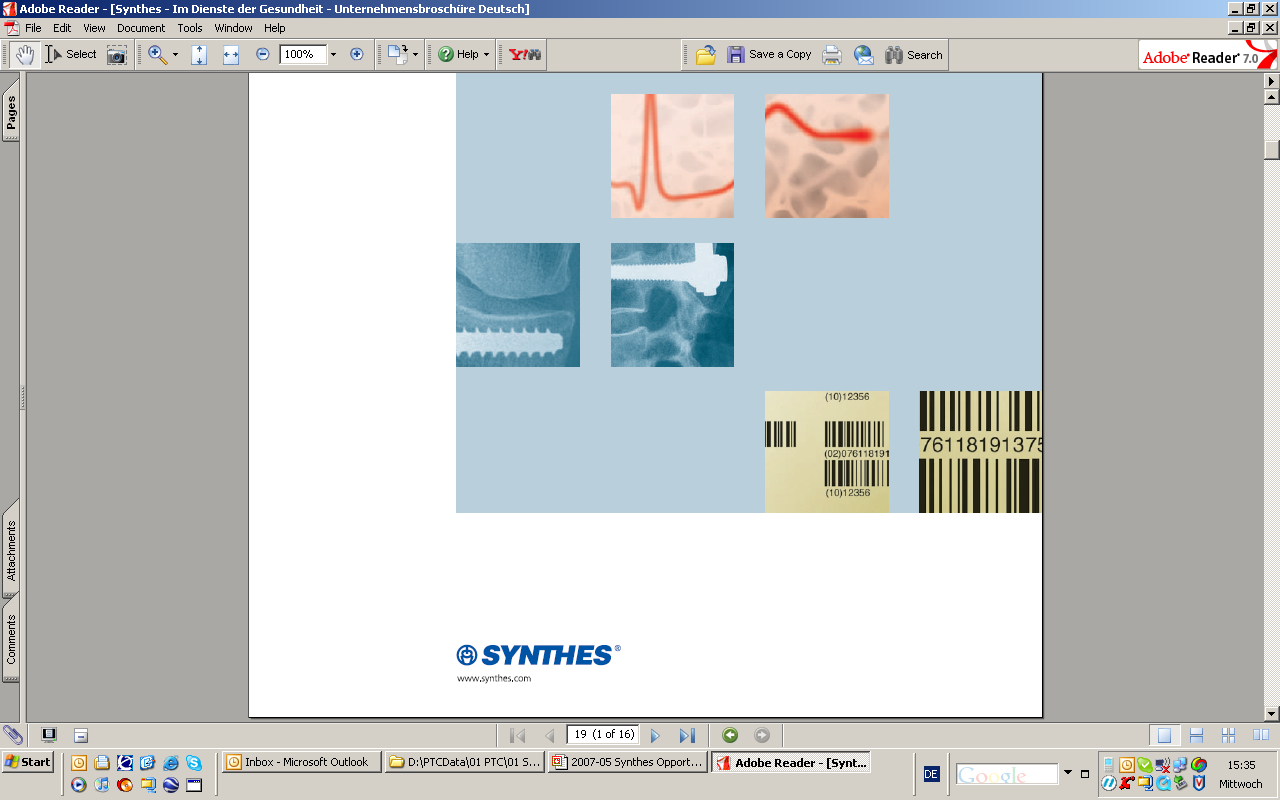 Adobe Reader - [Synthes - Im Dienste der Gesundheit - Unternehmensbroschüre Deutsch]
File Edit View Document Tools Window Help
Select 100% Help Y! Save a Copy Search Adobe Reader 7.0
Pages
Attachments
Comments
(10)12356
(02)076118191
(10)12356
76118191375
SYNTHES®
www.synthes.com
19 (1 of 16)
Start Inbox - Microsoft Outlook D:\PTCData\01 PTC\01 S... 2007-05 Synthes Opport... Adobe Reader - [Synt... DE Google 15:35
Mittwoch